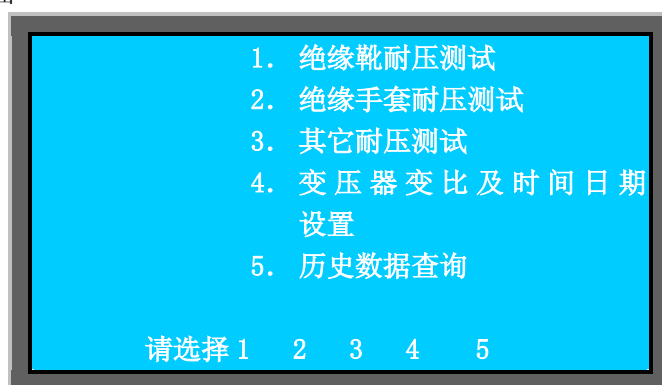 1. 绝缘靴耐压测试
2. 绝缘手套耐压测试
3. 其它耐压测试
4. 变压器变比及时间日期
设置
5. 历史数据查询
请选择 1 2 3 4 5